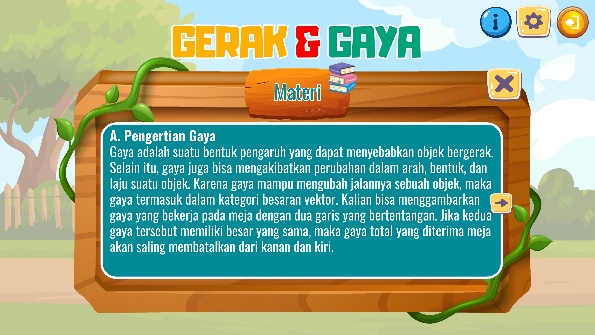 GERAK & GAYA
Materi
A. Pengertian Gaya
Gaya adalah suatu bentuk pengaruh yang dapat menyebabkan objek bergerak.
Selain itu, gaya juga bisa mengakibatkan perubahan dalam arah, bentuk, dan
laju suatu objek. Karena gaya mampu mengubah jalannya sebuah objek, maka
gaya termasuk dalam kategori besaran vektor. Kalian bisa menggambarkan
gaya yang bekerja pada meja dengan dua garis yang bertentangan. Jika kedua
gaya tersebut memiliki besar yang sama, maka gaya total yang diterima meja
akan saling membatalkan dari kanan dan kiri.